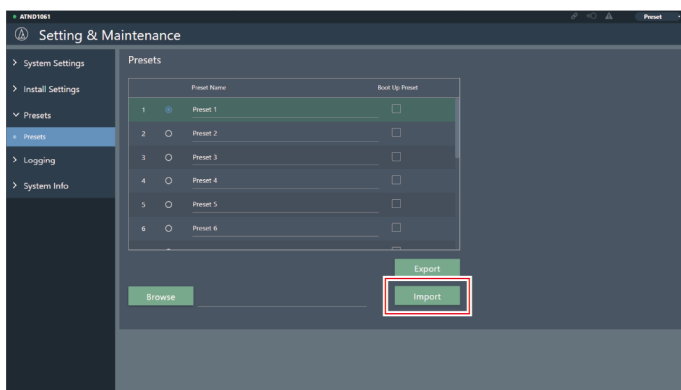 ATND1061
Preset
Setting & Maintenance
System Settings
Install Settings
Presets
Presets
Logging
System Info
Presets
Preset Name
Boot Up Preset
1
Preset 1
2
Preset 2
3
Preset 3
4
Preset 4
5
Preset 5
6
Preset 6
Export
Browse
Import